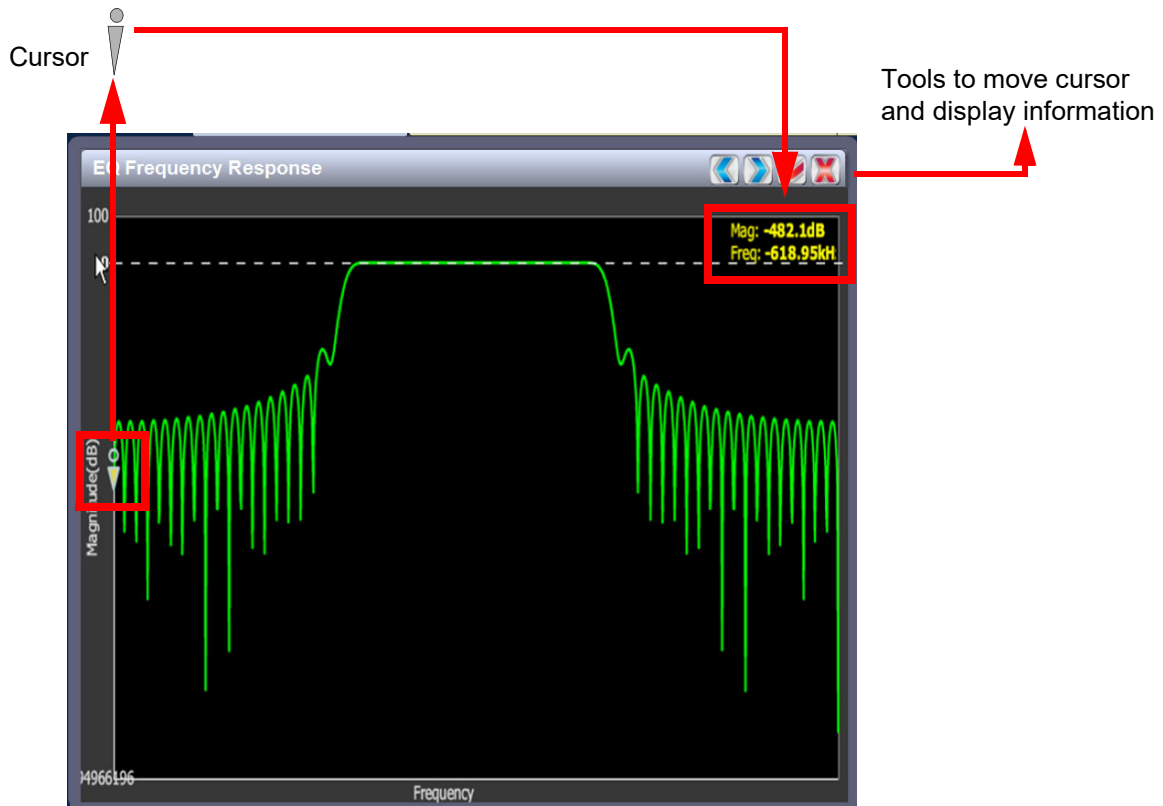 Cursor
Tools to move cursor
and display information
EQ Frequency Response
100
Mag: -482.1dB
Freq: -618.95kH
Magnitude(dB)
94966196
Frequency